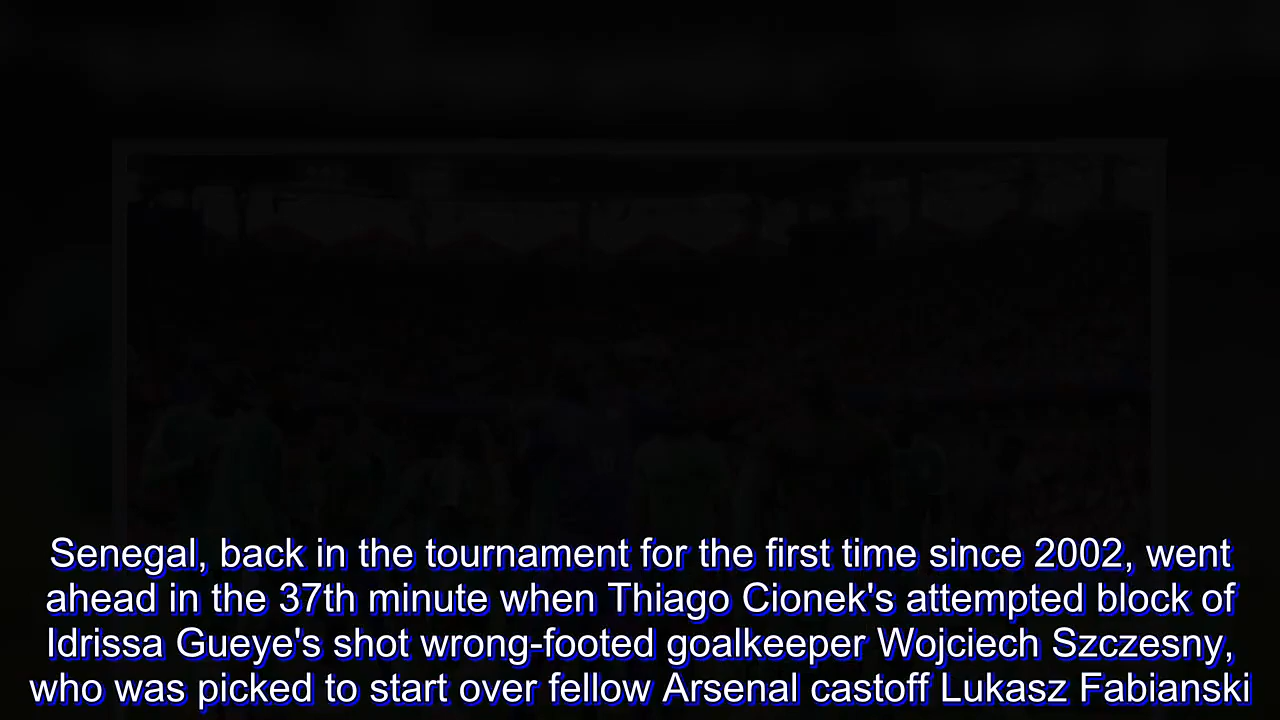 Senegal, back in the tournament for the first time since 2002, went
ahead in the 37th minute when Thiago Cionek's attempted block of
Idrissa Gueye's shot wrong-footed goalkeeper Wojciech Szczesny,
who was picked to start over fellow Arsenal castoff Lukasz Fabianski